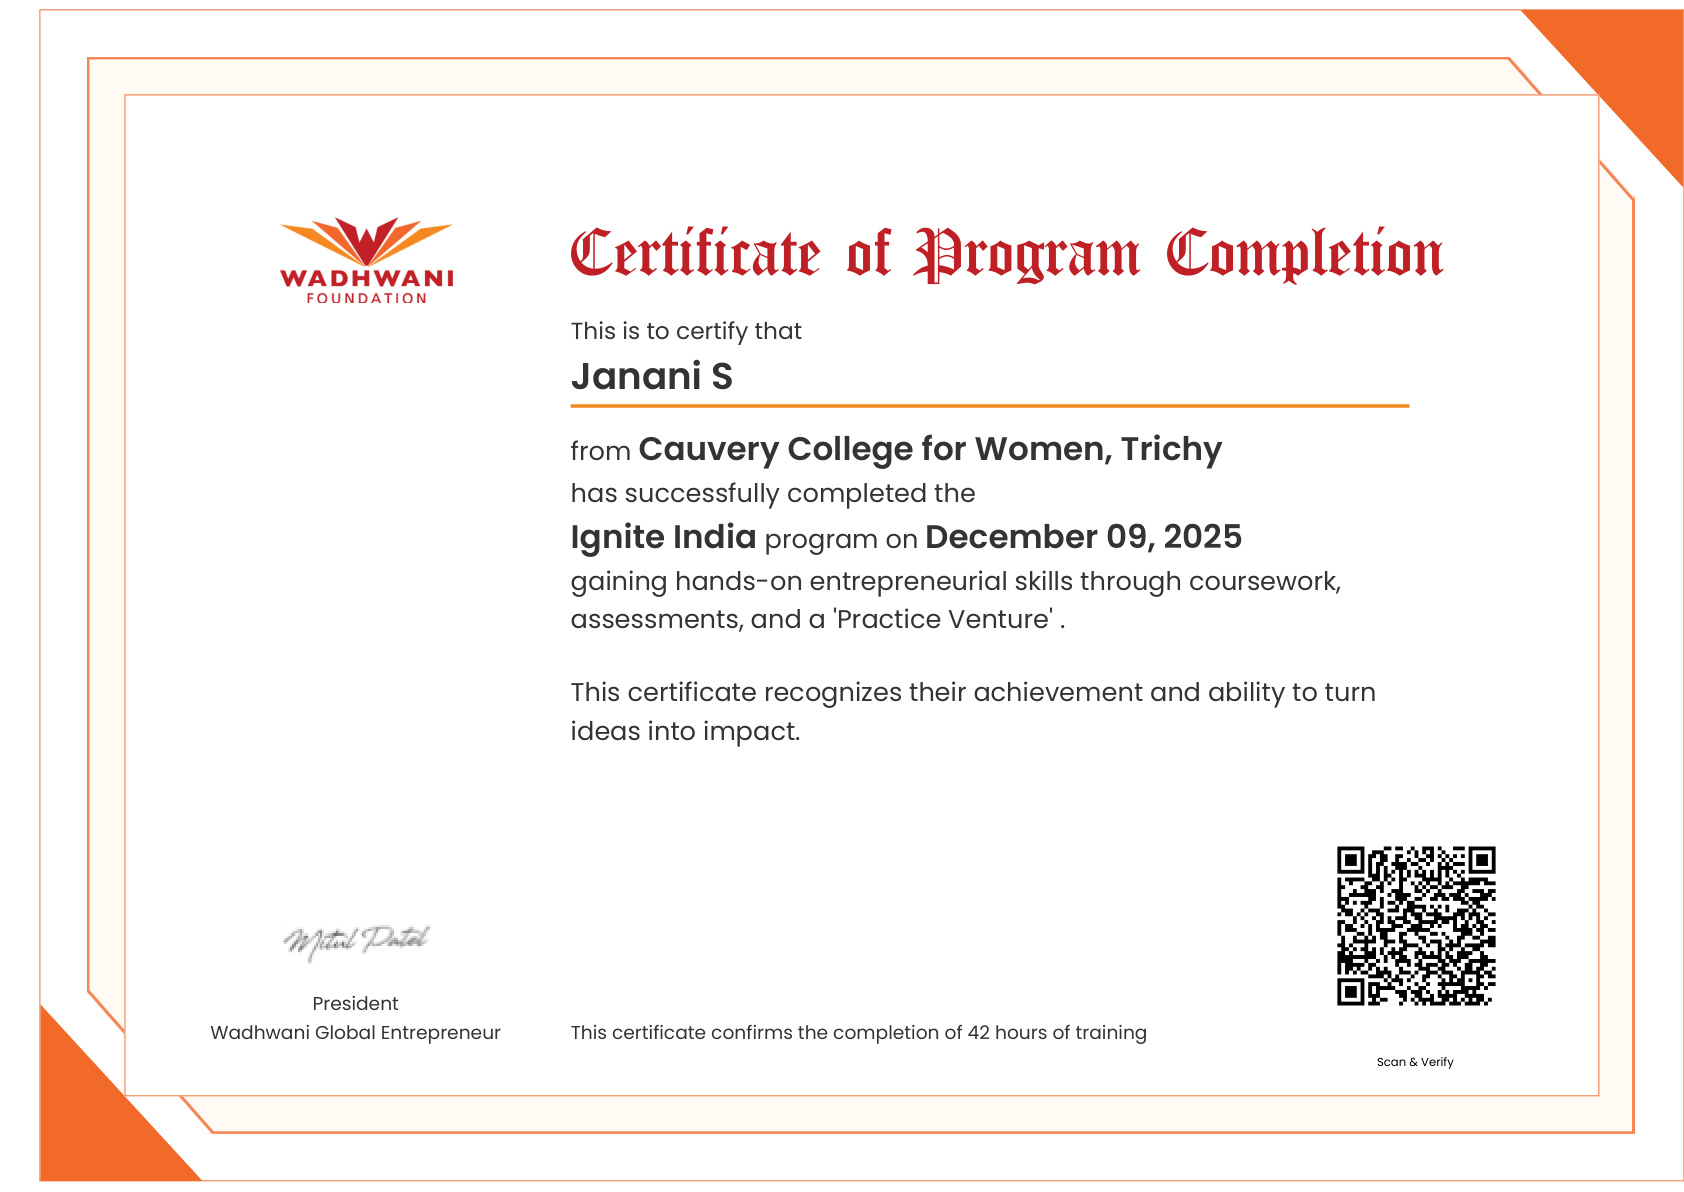 WADHWANI
FOUNDATION
Certificate of Program Completion
This is to certify that
Janani S
from Cauvery College for Women, Trichy
has successfully completed the
Ignite India program on December 09, 2025
gaining hands-on entrepreneurial skills through coursework,
assessments, and a 'Practice Venture' .
This certificate recognizes their achievement and ability to turn
ideas into impact.
Mitul Patel
President
Wadhwani Global Entrepreneur
This certificate confirms the completion of 42 hours of training
Scan & Verify